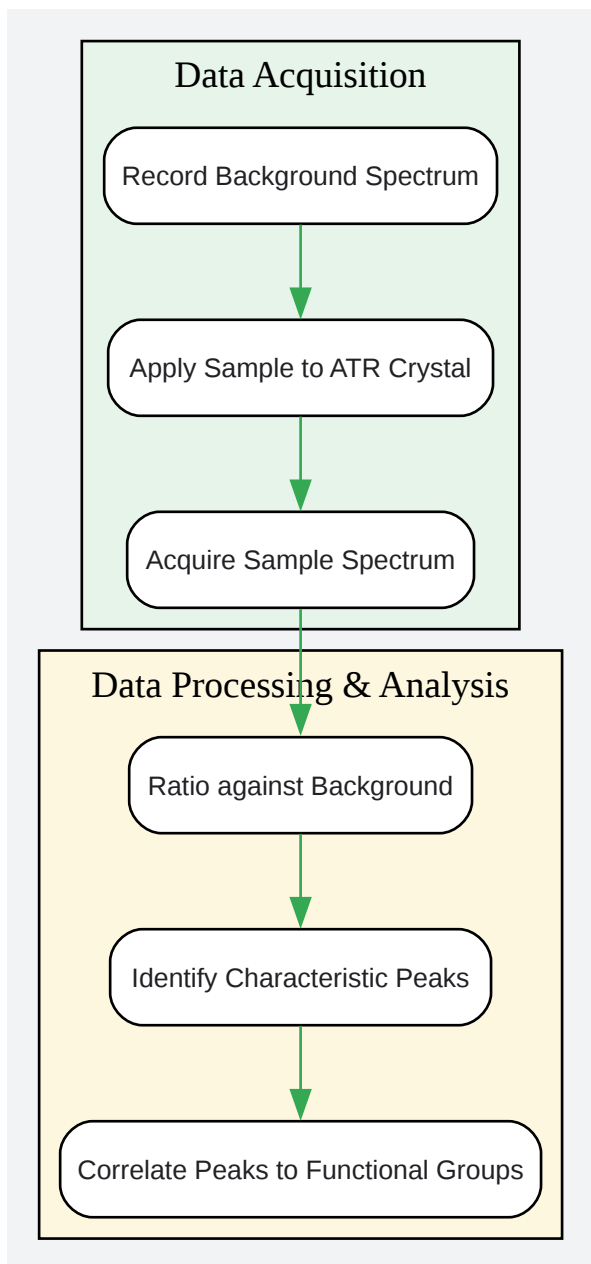 Data Acquisition
Record Background Spectrum
Apply Sample to ATR Crystal
Acquire Sample Spectrum
Data Processing & Analysis
Ratio against Background
Identify Characteristic Peaks
Correlate Peaks to Functional Groups